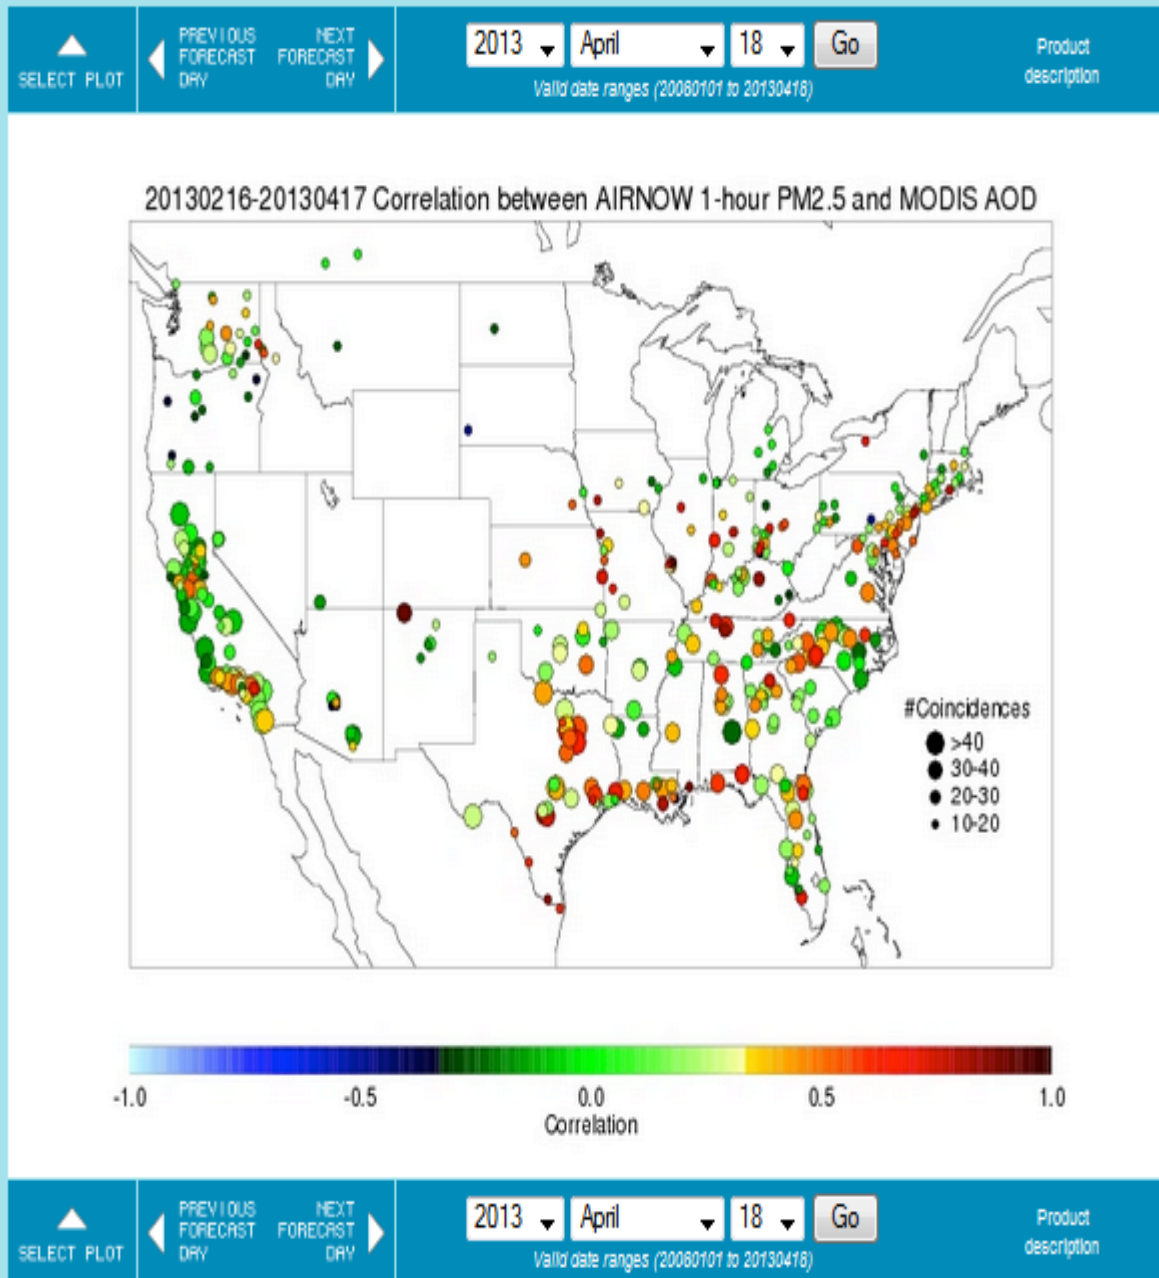 SELECT PLOT
PREVIOUS
FORECAST
DAY
NEXT
FORECAST
DAY
2013 April 18 Go
Valid date ranges (20060101 to 20130418)
Product
description
20130216-20130417 Correlation between AIRNOW 1-hour PM2.5 and MODIS AOD
#Coincidences
>40
30-40
20-30
10-20
-1.0 -0.5 0.0 0.5 1.0
Correlation
SELECT PLOT
PREVIOUS
FORECAST
DAY
NEXT
FORECAST
DAY
2013 April 18 Go
Valid date ranges (20060101 to 20130418)
Product
description